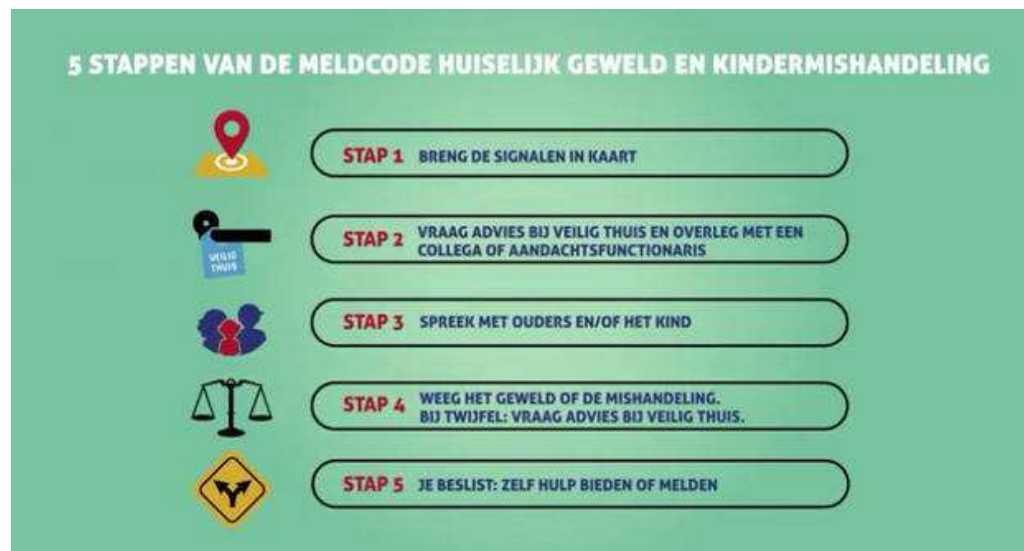 5 STAPPEN VAN DE MELDCODE HUISELIJK GEWELD EN KINDERMISHANDELING
STAP 1 BRENG DE SIGNALEN IN KAART
STAP 2 VRAAG ADVIES BIJ VEILIG THUIS EN OVERLEG MET EEN
COLLEGA OF AANDACHTSFUNCTIONARIS
VEILIG
THUIS
STAP 3 SPREEK MET OUDERS EN/OF HET KIND
STAP 4 WEEG HET GEWELD OF DE MISHANDELING.
BIJ TWIJFEL: VRAAG ADVIES BIJ VEILIG THUIS.
STAP 5 JE BESLIST: ZELF HULP BIEDEN OF MELDEN